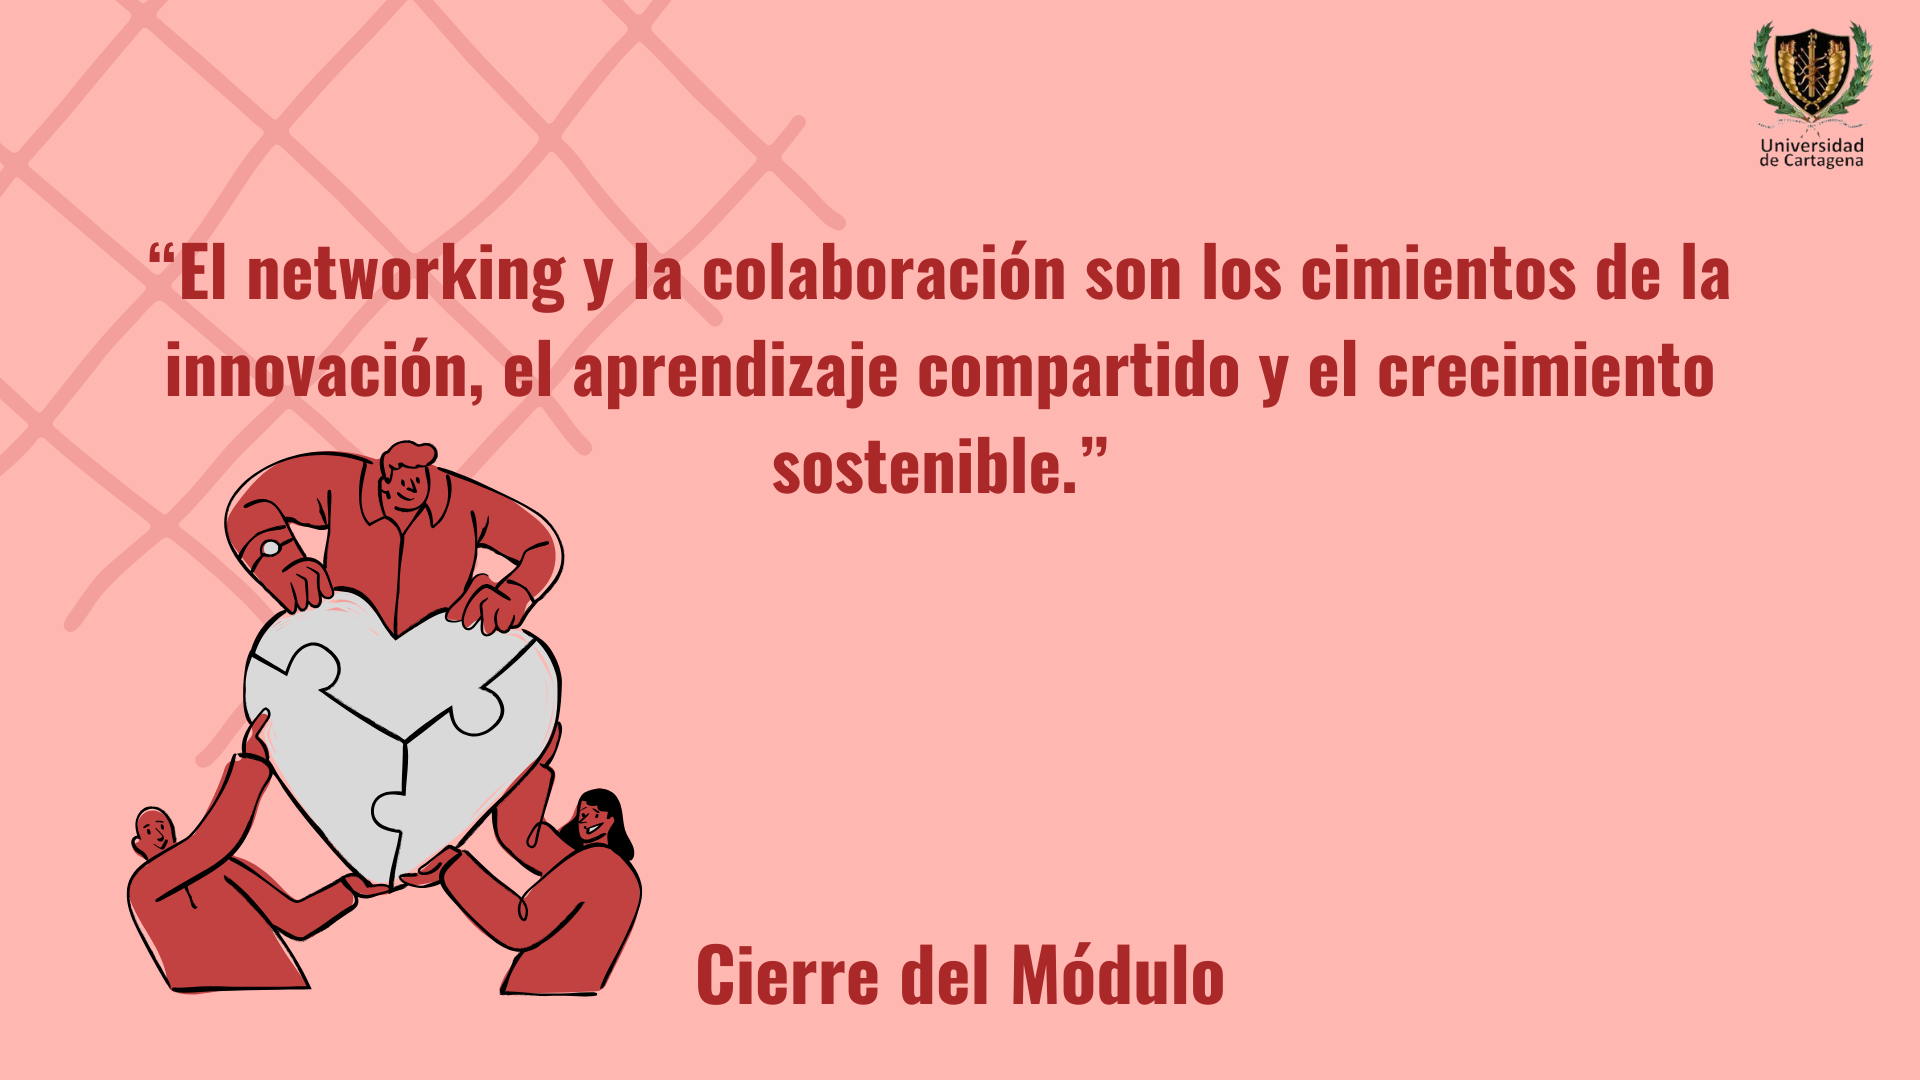 Universidad
de Cartagena
“El networking y la colaboración son los cimientos de la
innovación, el aprendizaje compartido y el crecimiento
sostenible.”
Cierre del Módulo